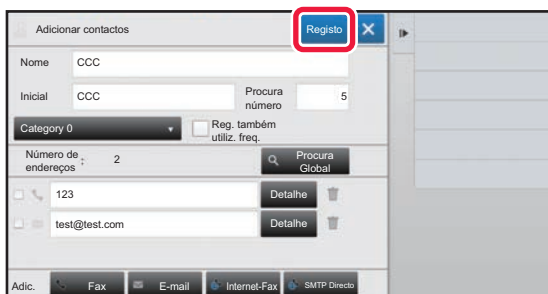 Adicionar contactos Registo
Nome CCC
Inicial CCC Procura número 5
Category 0 Reg. também utiliz. freq.
Número de endereços : 2 Procura Global
123 Detalhe
test@test.com Detalhe
Adic. Fax E-mail Internet-Fax SMTP Directo